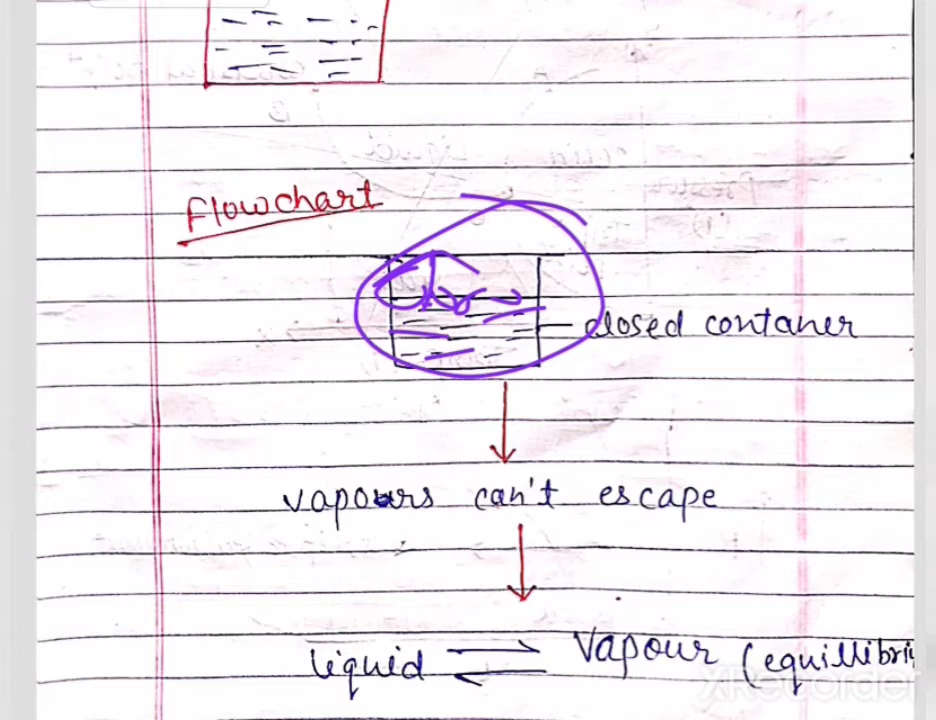 Flowchart
closed contaner
vapours can't escape
liquid ⇌ Vapour (equillibri
XRecorder